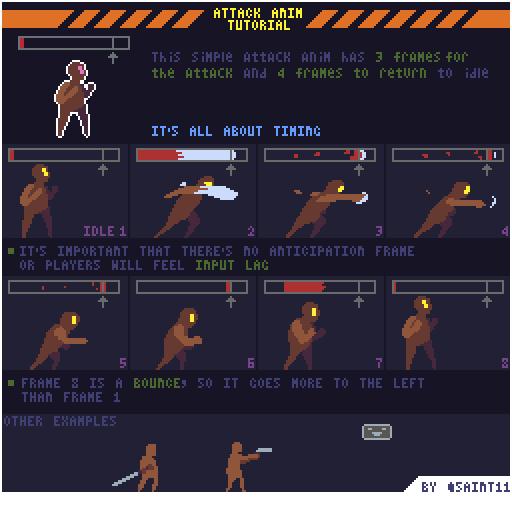 ATTACK ANIM
TUTORIAL
This simple attack anim has 3 frames for
the attack and 4 frames to return to idle
IT'S ALL ABOUT TIMING
IDLE 1
2
3
4
IT'S IMPORTANT THAT THERE'S NO ANTICIPATION FRAME
OR PLAYERS WILL FEEL INPUT LAG
5
6
7
8
FRAME 8 IS A BOUNCE, SO IT GOES MORE TO THE LEFT
THAN FRAME 1
OTHER EXAMPLES
BY @SAINT11